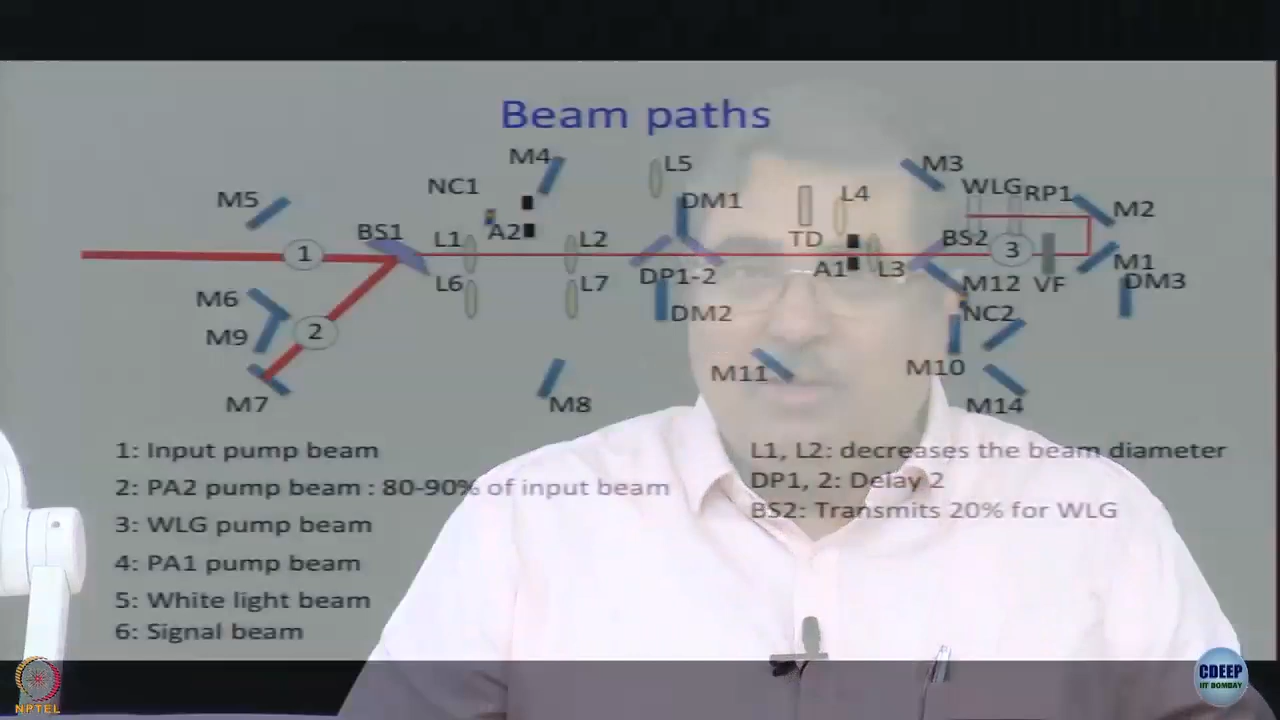 Beam paths
M4
L5
M3
M5
NC1
DM1
L4
WLG
RP1
M2
BS1
L1
A2
L2
TD
BS2
1
3
A1
L3
M1
DP1-2
L6
L7
M12
VF
DM3
M6
DM2
NC2
M9
2
M11
M10
M7
M8
M14
1: Input pump beam
2: PA2 pump beam : 80-90% of input beam
3: WLG pump beam
4: PA1 pump beam
5: White light beam
6: Signal beam
L1, L2: decreases the beam diameter
DP1, 2: Delay 2
BS2: Transmits 20% for WLG
NPTEL
CDEEP
IIT BOMBAY